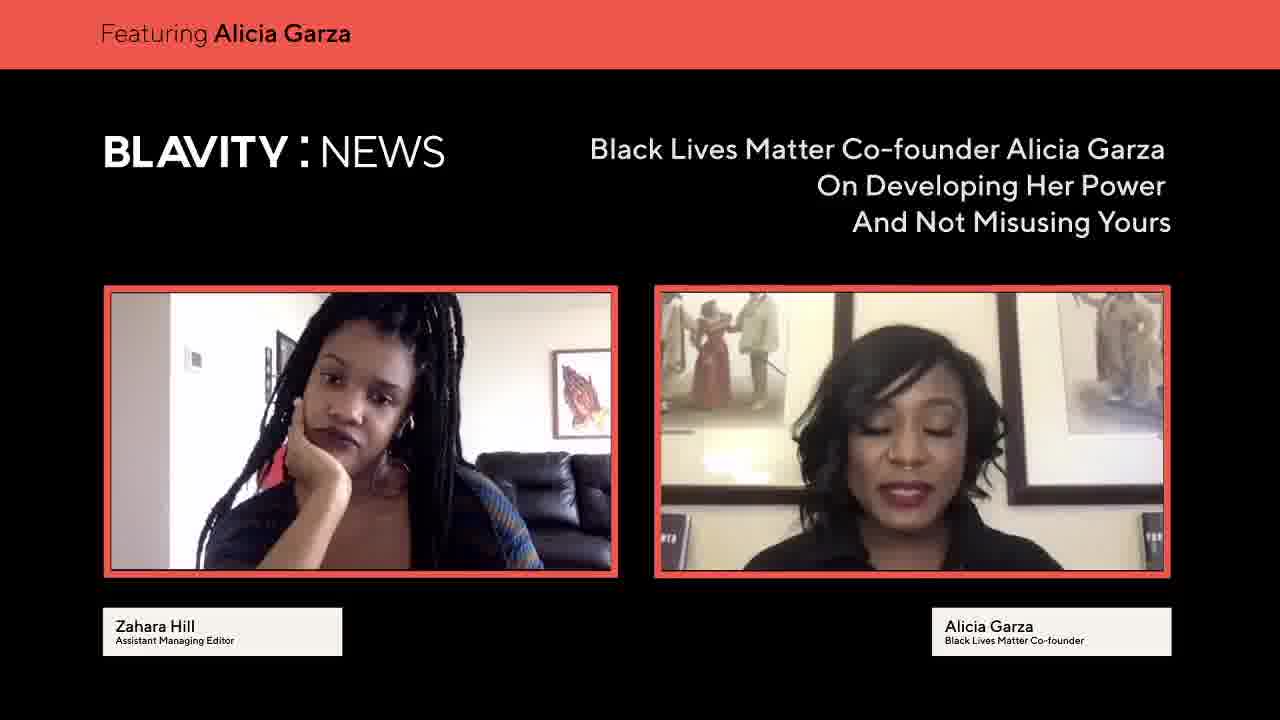 Featuring Alicia Garza
BLAVITY : NEWS
Black Lives Matter Co-founder Alicia Garza
On Developing Her Power
And Not Misusing Yours
Zahara Hill
Assistant Managing Editor
Alicia Garza
Black Lives Matter Co-founder